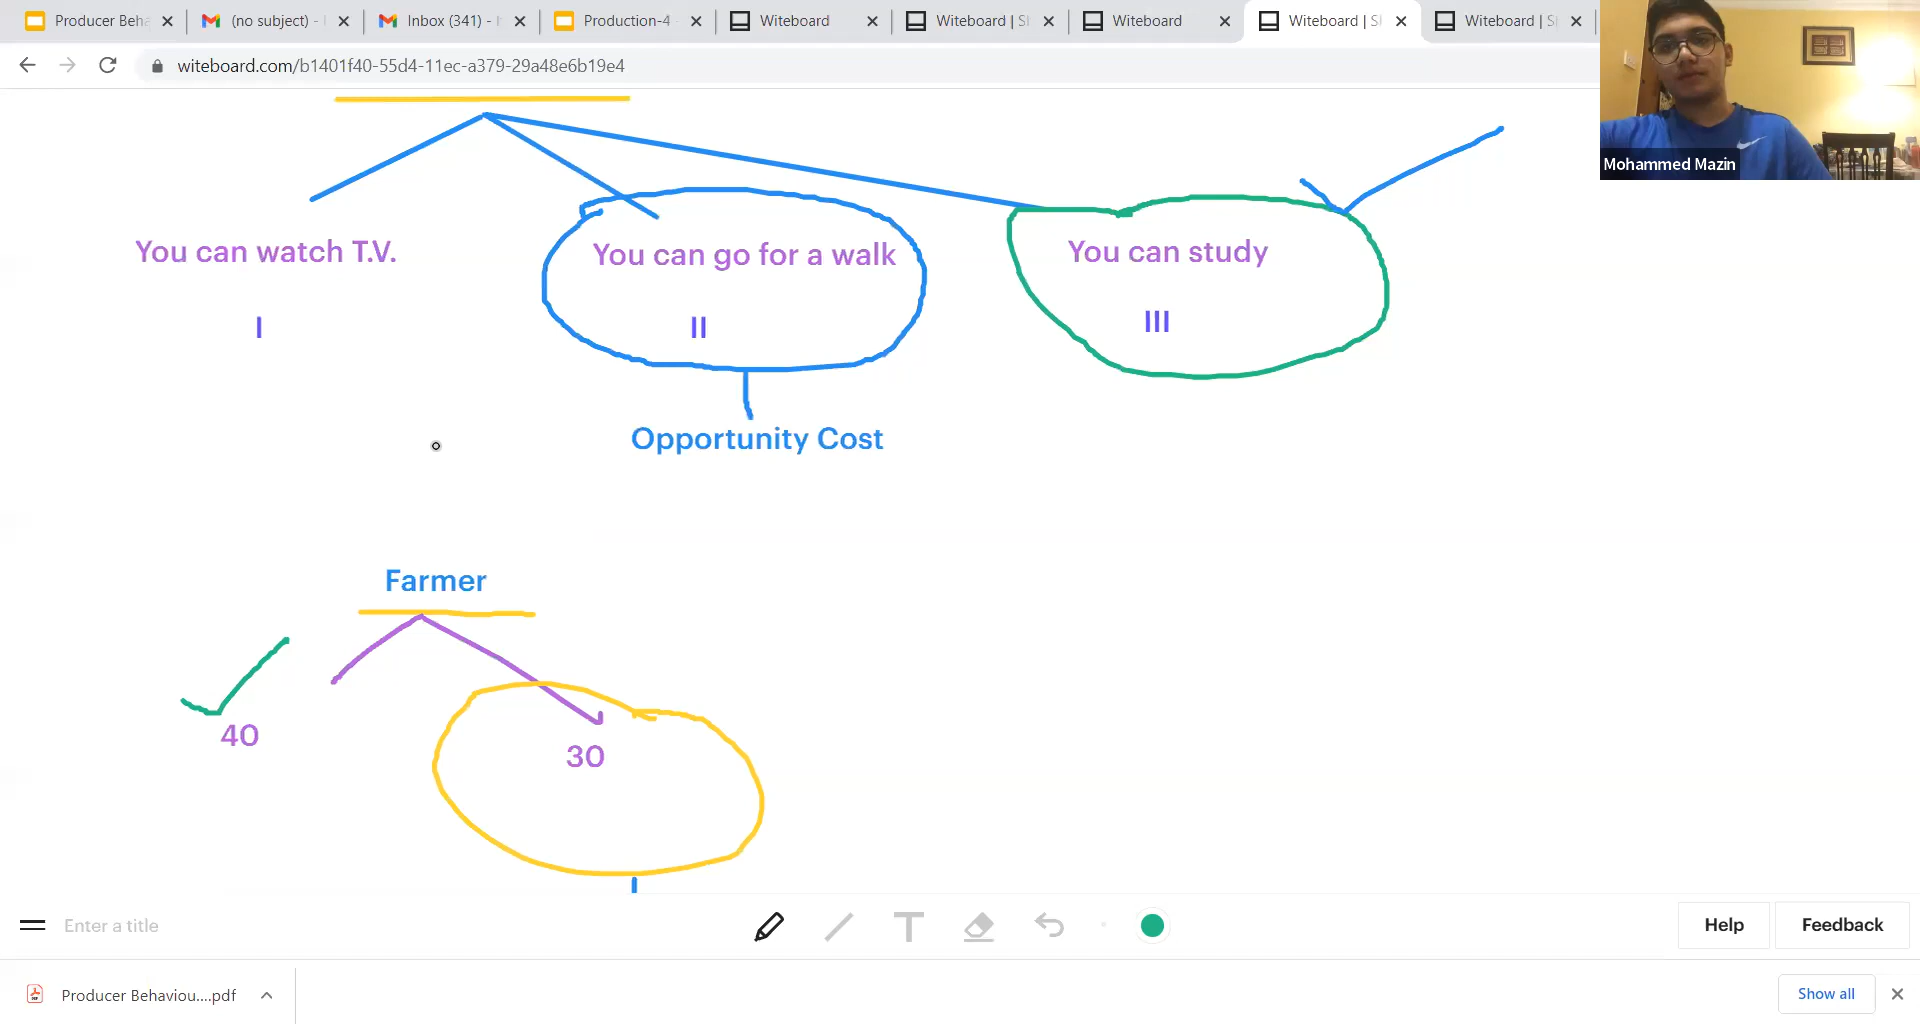 Producer Beha
(no subject) -
Inbox (341) -
Production-4
Witeboard
Witeboard | S
Witeboard
Witeboard | S
Witeboard | S
witeboard.com/b1401f40-55d4-11ec-a379-29a48e6b19e4
Mohammed Mazin
You can watch T.V.
You can go for a walk
You can study
I
II
III
Opportunity Cost
Farmer
40
30
Enter a title
T
Help
Feedback
Producer Behaviou....pdf
Show all